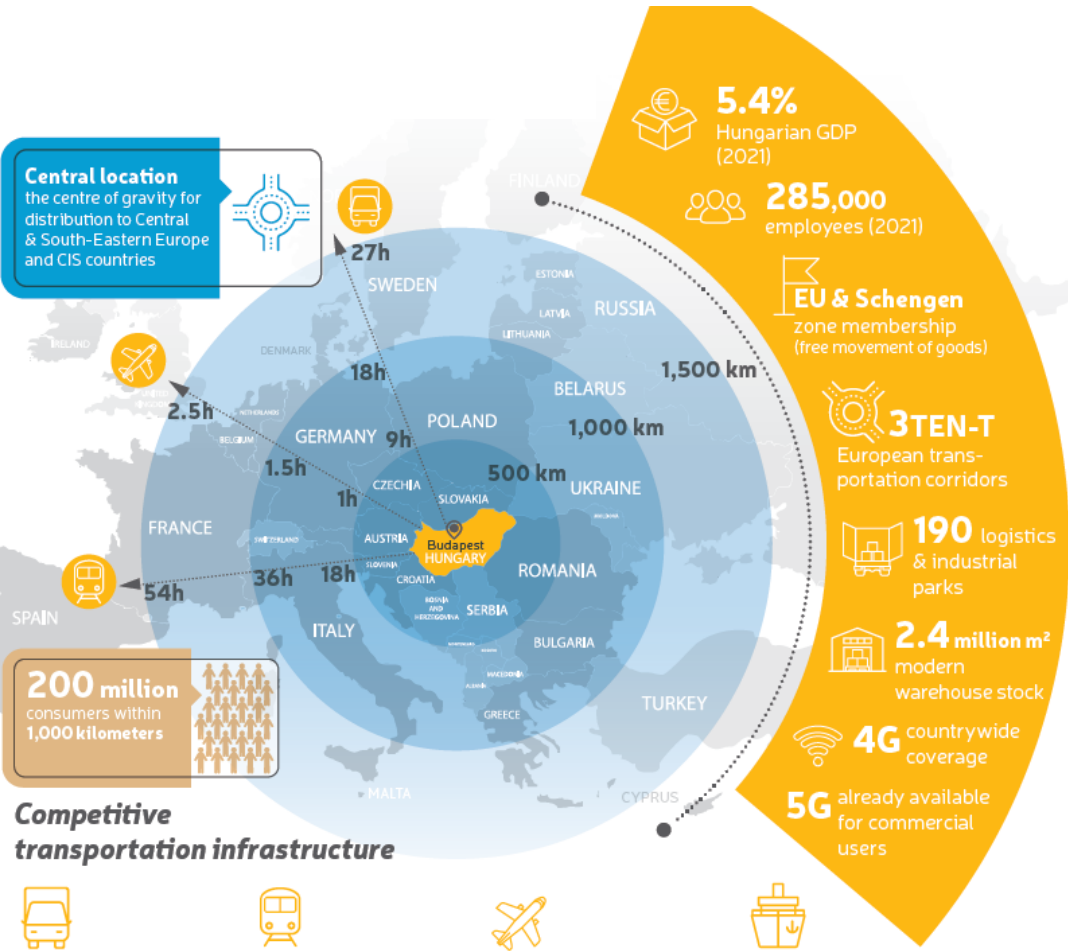 5.4%
Hungarian GDP
(2021)
285,000
employees (2021)
EU & Schengen
zone membership
(free movement of goods)
3 TEN-T
European trans-
portation corridors
190 logistics
& industrial
parks
2.4 million m²
modern
warehouse stock
4G countrywide
coverage
5G already available
for commercial
users
Central location
the centre of gravity for
distribution to Central
& South-Eastern Europe
and CIS countries
FINLAND
27h
SWEDEN
ESTONIA
RUSSIA
LATVIA
LITHUANIA
IRELAND
DENMARK
18h
1,500 km
BELARUS
UNITED
KINGDOM
2.5h
NETHERLANDS
POLAND
1,000 km
GERMANY
9h
BELGIUM
1.5h
500 km
CZECHIA
UKRAINE
1h
SLOVAKIA
FRANCE
SWITZERLAND
AUSTRIA
Budapest
HUNGARY
SLOVENIA
ROMANIA
54h
36h
18h
CROATIA
BOSNIA
AND
HERZEGOVINA
SERBIA
SPAIN
ITALY
BULGARIA
MACEDONIA
ALBANIA
GREECE
TURKEY
200 million
consumers within
1,000 kilometers
MALTA
CYPRUS
Competitive
transportation infrastructure